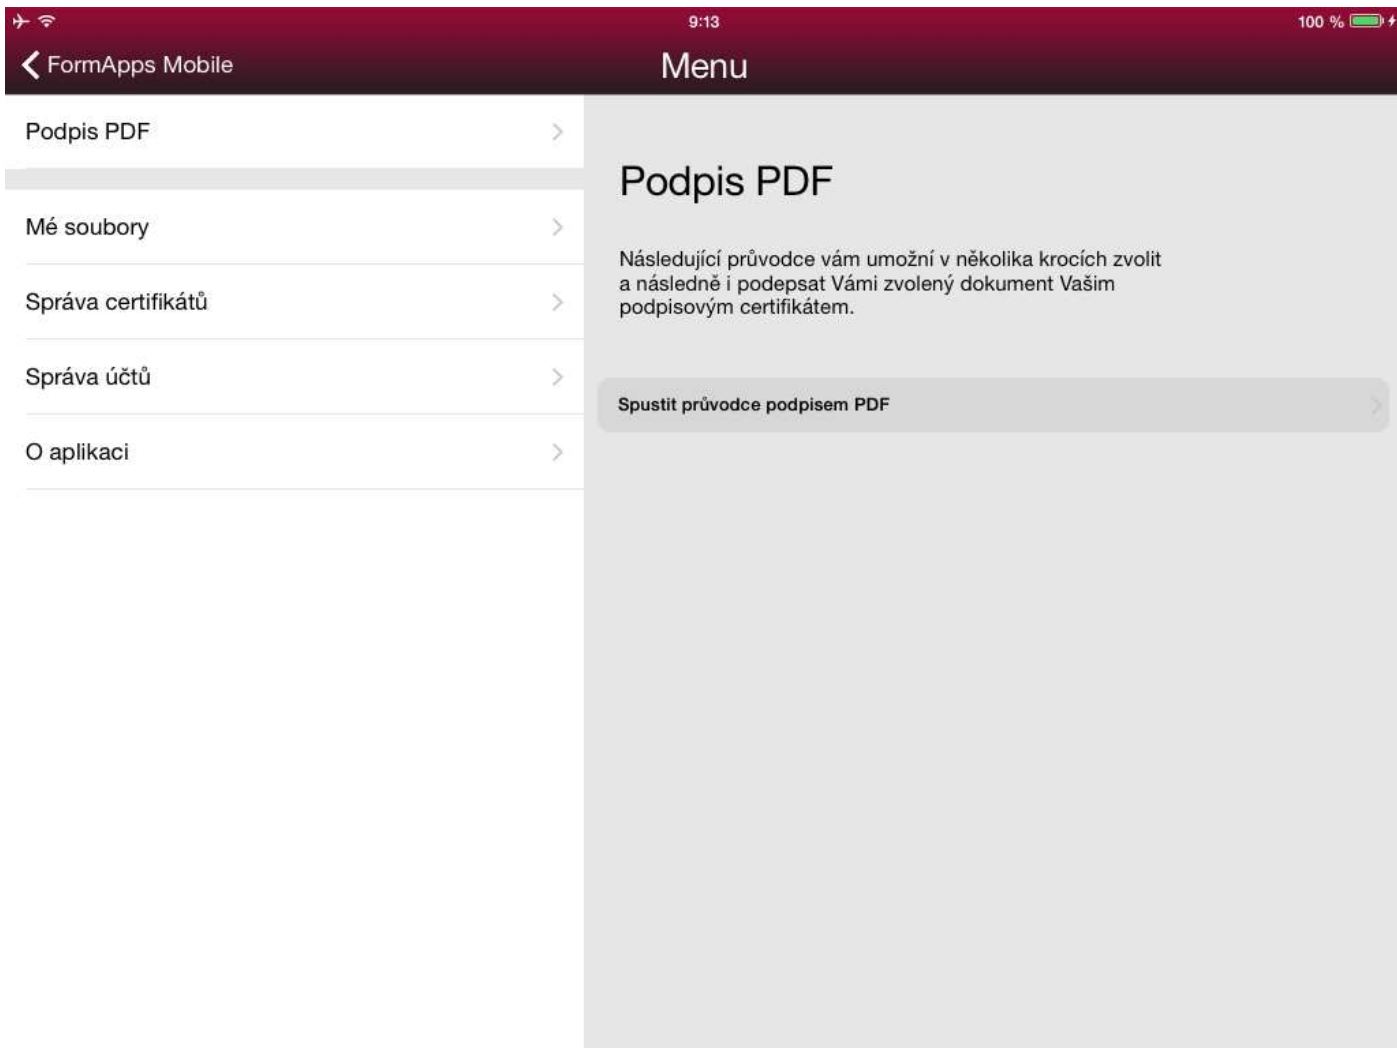 9:13
100 %
FormApps Mobile
Menu
Podpis PDF
Mé soubory
Správa certifikátů
Správa účtů
O aplikaci
Podpis PDF
Následující průvodce vám umožní v několika krocích zvolit
a následně i podepsat Vámi zvolený dokument Vašim
podpisovým certifikátem.
Spustit průvodce podpisem PDF